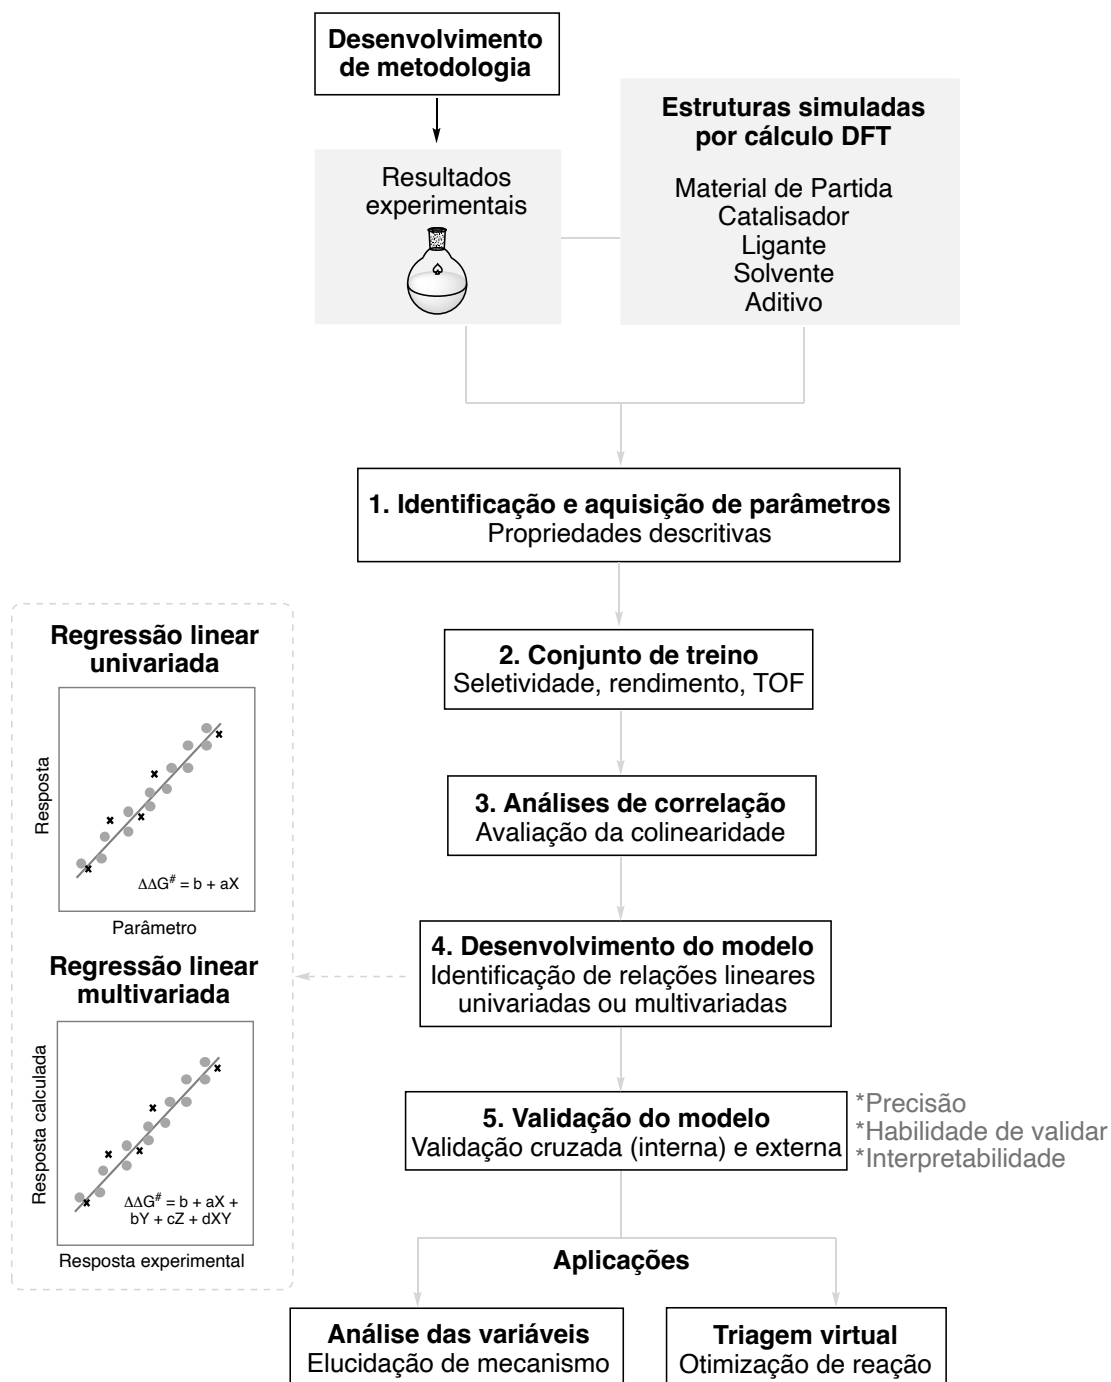 Desenvolvimento
de metodologia
Resultados
experimentais
Estruturas simuladas
por cálculo DFT
Material de Partida
Catalisador
Ligante
Solvente
Aditivo
1. Identificação e aquisição de parâmetros
Propriedades descritivas
2. Conjunto de treino
Seletividade, rendimento, TOF
3. Análises de correlação
Avaliação da colinearidade
4. Desenvolvimento do modelo
Identificação de relações lineares
univariadas ou multivariadas
Regressão linear
univariada
Resposta
ΔΔG# = b + aX
Parâmetro
Regressão linear
multivariada
Resposta calculada
ΔΔG# = b + aX +
bY + cZ + dXY
Resposta experimental
5. Validação do modelo
Validação cruzada (interna) e externa
*Precisão
*Habilidade de validar
*Interpretabilidade
Aplicações
Análise das variáveis
Elucidação de mecanismo
Triagem virtual
Otimização de reação